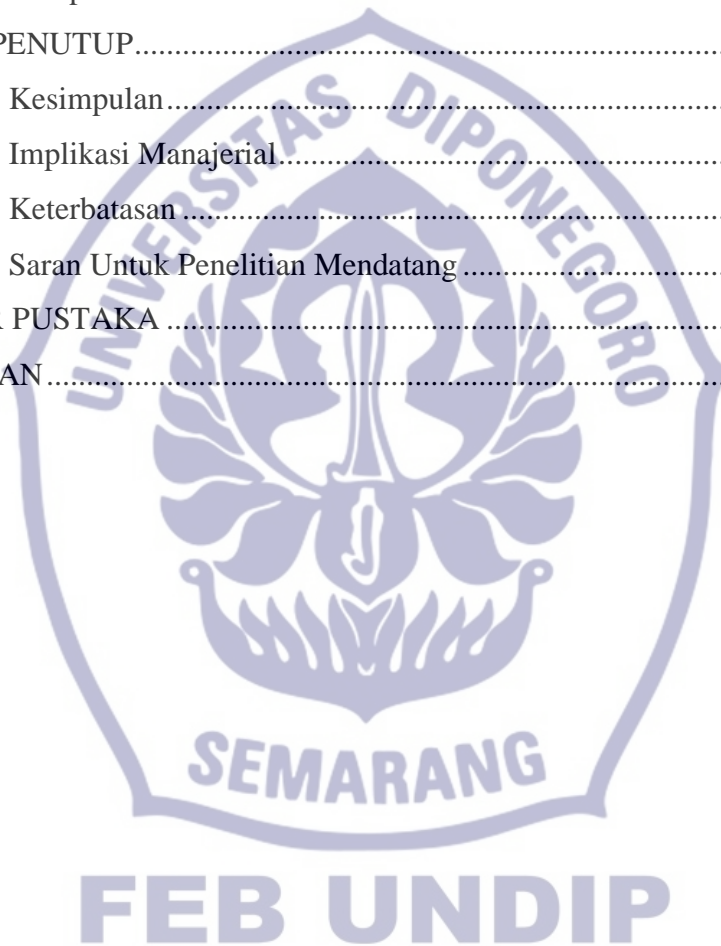 PENUTUP
Kesimpulan
Implikasi Manajerial
Keterbatasan
Saran Untuk Penelitian Mendatang
R PUSTAKA
AN
UNIVERSITAS DIPONEGORO
SEMARANG
FEB UNDIP